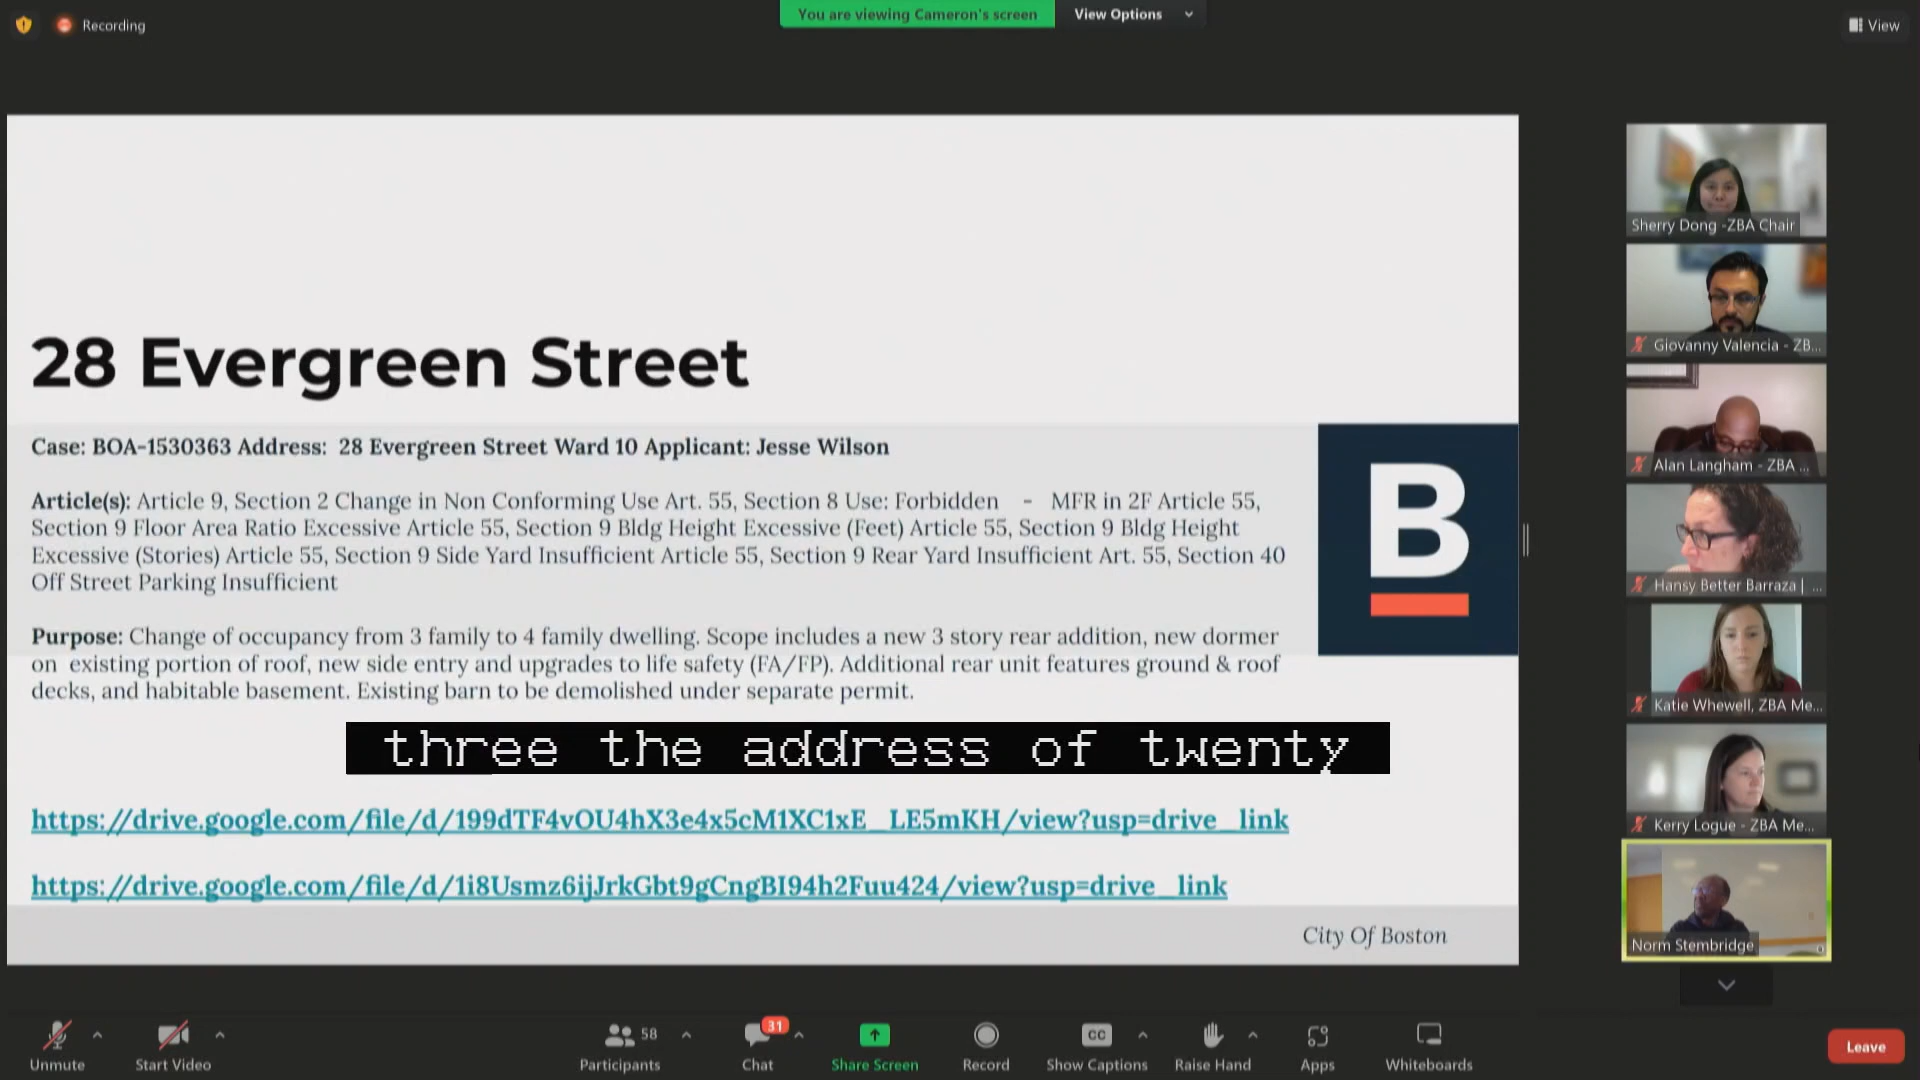 Recording
You are viewing Cameron's screen
View Options
View
28 Evergreen Street
Case: BOA-1530363 Address: 28 Evergreen Street Ward 10 Applicant: Jesse Wilson
Article(s): Article 9, Section 2 Change in Non Conforming Use Art. 55, Section 8 Use: Forbidden - MFR in 2F Article 55,
Section 9 Floor Area Ratio Excessive Article 55, Section 9 Bldg Height Excessive (Feet) Article 55, Section 9 Bldg Height
Excessive (Stories) Article 55, Section 9 Side Yard Insufficient Article 55, Section 9 Rear Yard Insufficient Art. 55, Section 40
Off Street Parking Insufficient
B
Purpose: Change of occupancy from 3 family to 4 family dwelling. Scope includes a new 3 story rear addition, new dormer
on existing portion of roof, new side entry and upgrades to life safety (FA/FP). Additional rear unit features ground & roof
decks, and habitable basement. Existing barn to be demolished under separate permit.
three the address of twenty
https://drive.google.com/file/d/199dTF4vOU4hX3e4x5cM1XC1xE_LE5mKH/view?usp=drive_link
https://drive.google.com/file/d/1i8Usmz6ijJrkGbt9gCngBI94h2Fuu424/view?usp=drive_link
City Of Boston
Sherry Dong -ZBA Chair
Giovanny Valencia - ZB...
Alan Langham - ZBA ...
Hansy Better Barraza | ...
Katie Whewell, ZBA Me...
Kerry Logue - ZBA Me...
Norm Stembridge
Unmute
Start Video
58
Participants
31
Chat
Share Screen
Record
CC
Show Captions
Raise Hand
Apps
Whiteboards
Leave